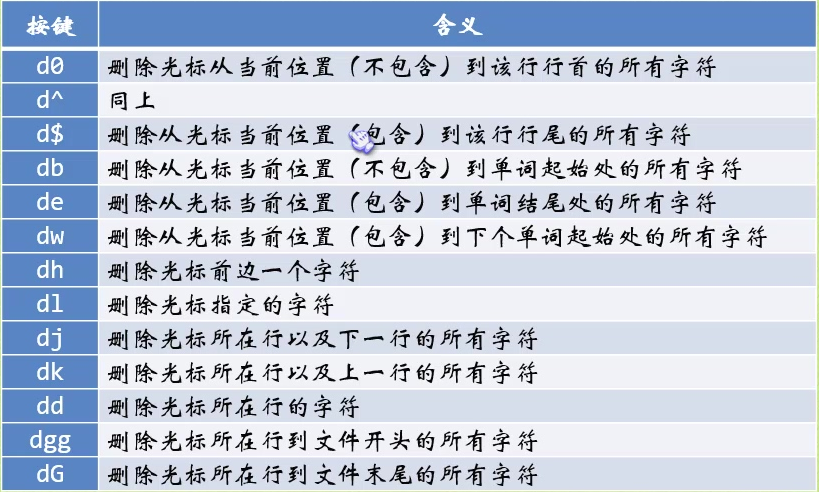 按键 含义
d0 删除光标从当前位置（不包含）到该行行首的所有字符
d^ 同上
d$ 删除从光标当前位置（包含）到该行行尾的所有字符
db 删除从光标当前位置（不包含）到单词起始处的所有字符
de 删除从光标当前位置（包含）到单词结尾处的所有字符
dw 删除从光标当前位置（包含）到下个单词起始处的所有字符
dh 删除光标前边一个字符
dl 删除光标指定的字符
dj 删除光标所在行以及下一行的所有字符
dk 删除光标所在行以及上一行的所有字符
dd 删除光标所在行的字符
dgg 删除光标所在行到文件开头的所有字符
dG 删除光标所在行到文件末尾的所有字符